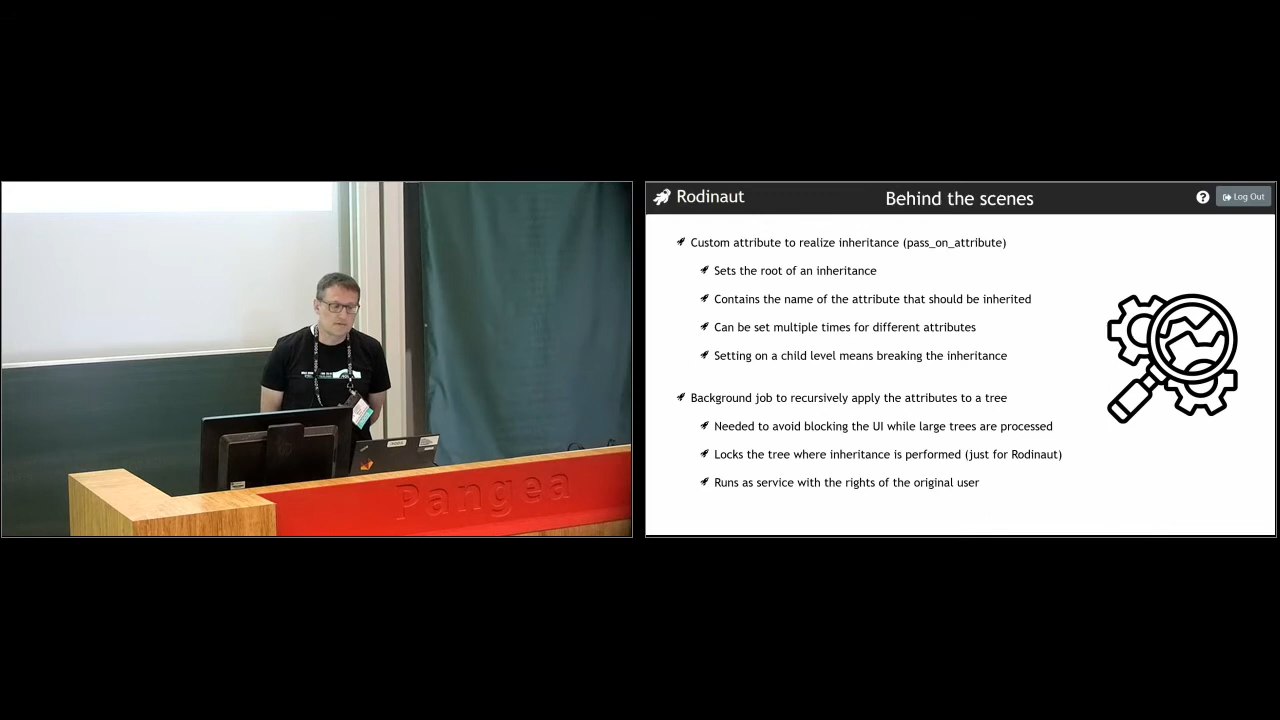 Pangea
Rodinaut
Behind the scenes
? Log Out
Custom attribute to realize inheritance (pass_on_attribute)
Sets the root of an inheritance
Contains the name of the attribute that should be inherited
Can be set multiple times for different attributes
Setting on a child level means breaking the inheritance
Background job to recursively apply the attributes to a tree
Needed to avoid blocking the UI while large trees are processed
Locks the tree where inheritance is performed (just for Rodinaut)
Runs as service with the rights of the original user